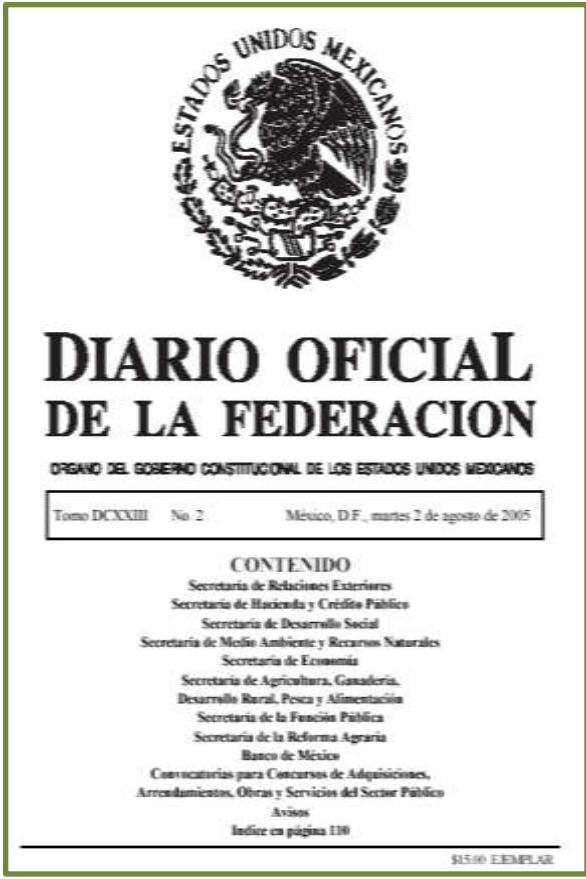 ESTADOS UNIDOS MEXICANOS
DIARIO OFICIAL
DE LA FEDERACION
ORGANO DEL GOBIERNO CONSTITUCIONAL DE LOS ESTADOS UNIDOS MEXICANOS
Tomo DCXXIII No. 2 México, D.F., martes 2 de agosto de 2005
CONTENIDO
Secretaría de Relaciones Exteriores
Secretaría de Hacienda y Crédito Público
Secretaría de Desarrollo Social
Secretaría de Medio Ambiente y Recursos Naturales
Secretaría de Economía
Secretaría de Agricultura, Ganadería,
Desarrollo Rural, Pesca y Alimentación
Secretaría de la Función Pública
Secretaría de la Reforma Agraria
Banco de México
Convocatorias para Concursos de Adquisiciones,
Arrendamientos, Obras y Servicios del Sector Público
Avisos
Indice en página 110
$15.00 EJEMPLAR